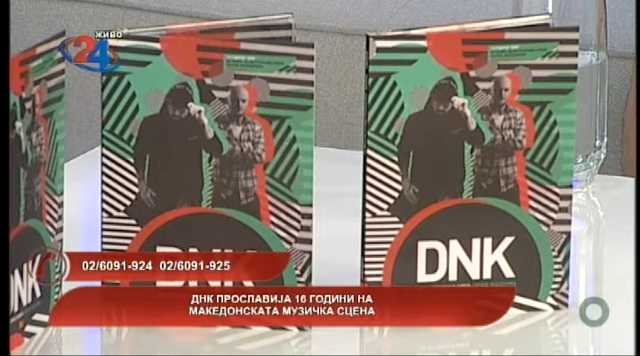 ЖИВО
24
DNK
DNK
DNK
02/6091-924 02/6091-925
ДНК ПРОСЛАВИЈА 16 ГОДИНИ НА
МАКЕДОНСКАТА МУЗИЧКА СЦЕНА